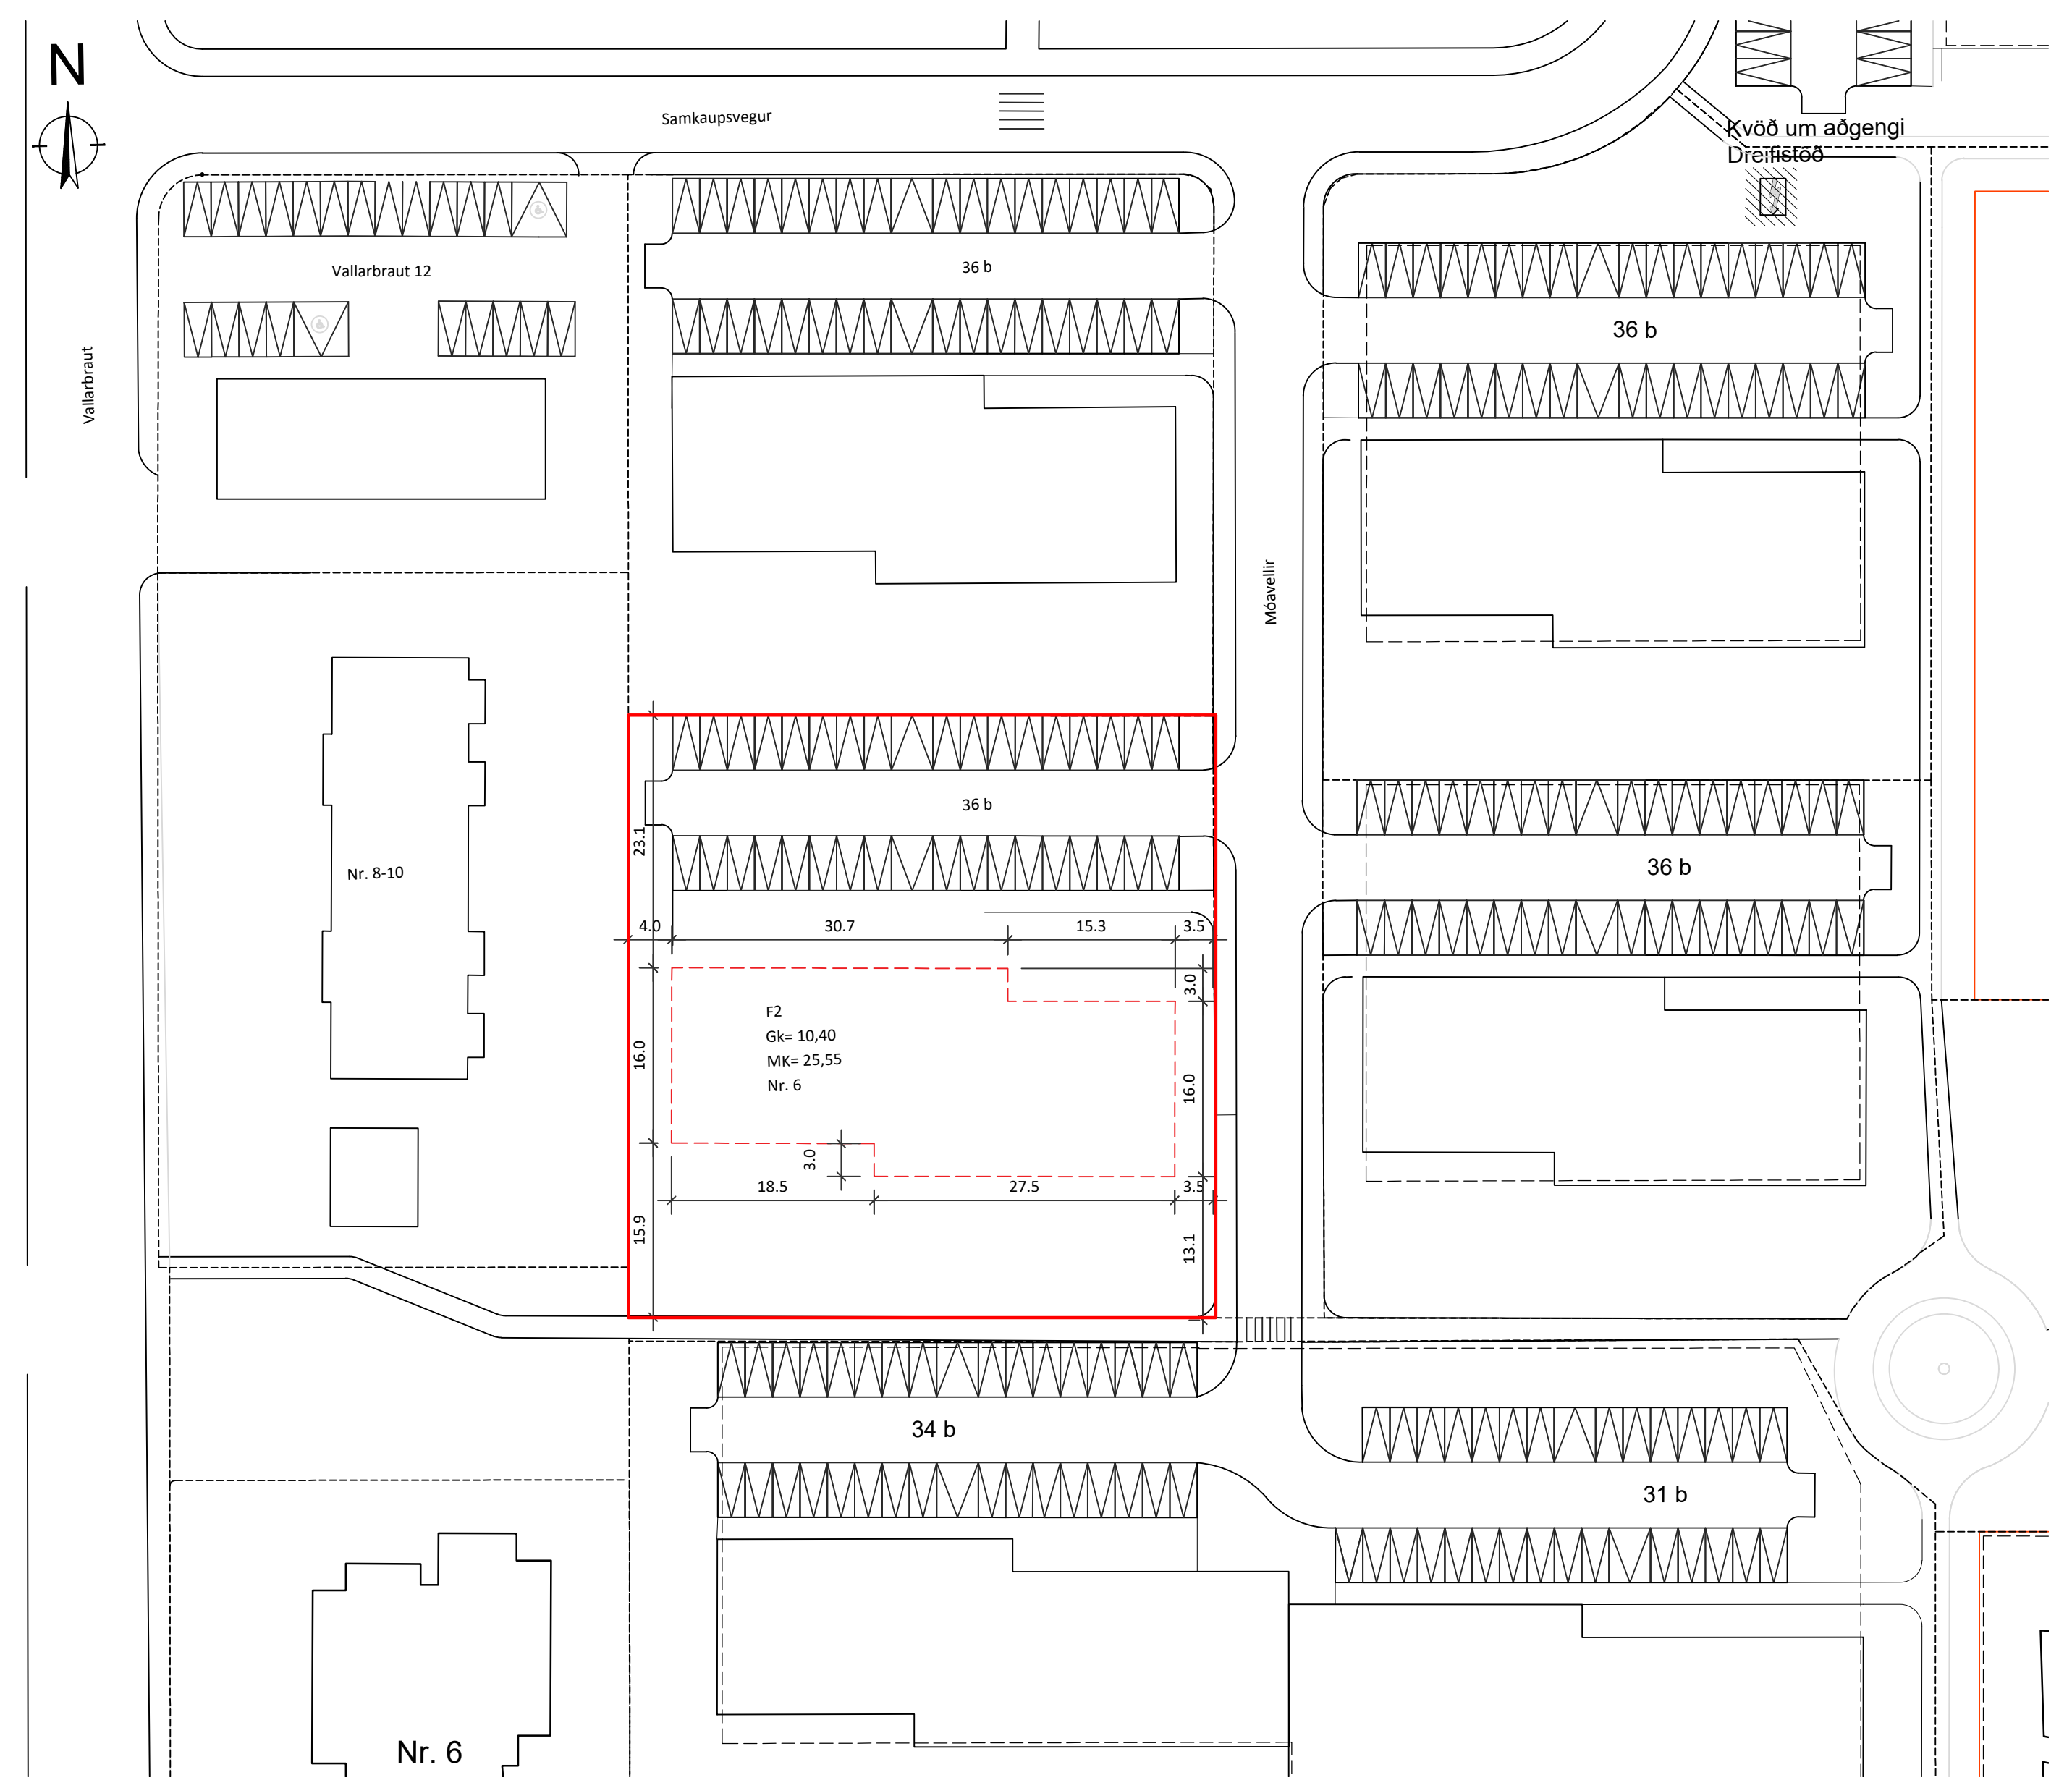 N
Samkaupsvegur
Kvöð um aðgengi
Dreifistöð
Vallarbraut 12
36 b
36 b
Vallarbraut
Móavellir
36 b
36 b
23.1
Nr. 8-10
4.0
30.7
15.3
3.5
3.0
F2
Gk= 10,40
MK= 25,55
Nr. 6
16.0
16.0
3.0
18.5
27.5
3.5
15.9
13.1
34 b
31 b
Nr. 6